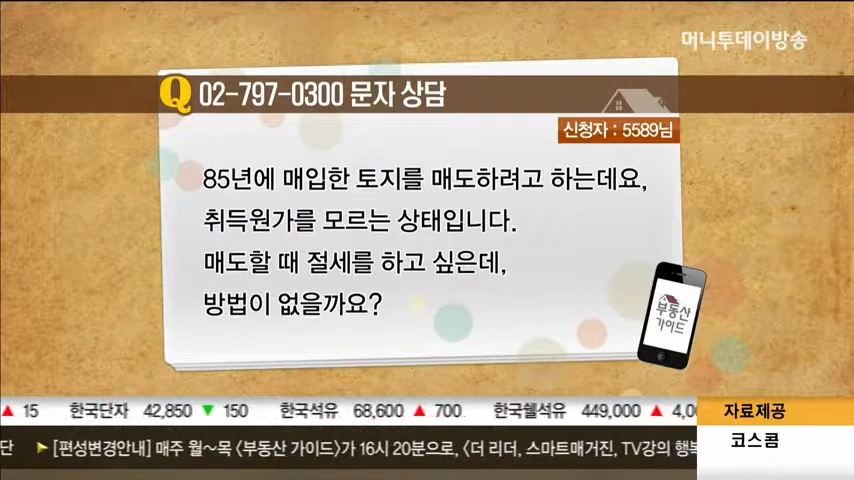 머니투데이방송
Q 02-797-0300 문자 상담
신청자 : 5589님
85년에 매입한 토지를 매도하려고 하는데요,
취득원가를 모르는 상태입니다.
매도할 때 절세를 하고 싶은데,
방법이 없을까요?
부동산
가이드
▲ 15 한국단자 42,850 ▼ 150 한국석유 68,600 ▲ 700 한국쉘석유 449,000 ▲ 4,0
자료제공
단 ▶ [편성변경안내] 매주 월~목 <부동산 가이드>가 16시 20분으로, <더 리더, 스마트매거진, TV강의 행복
코스콤